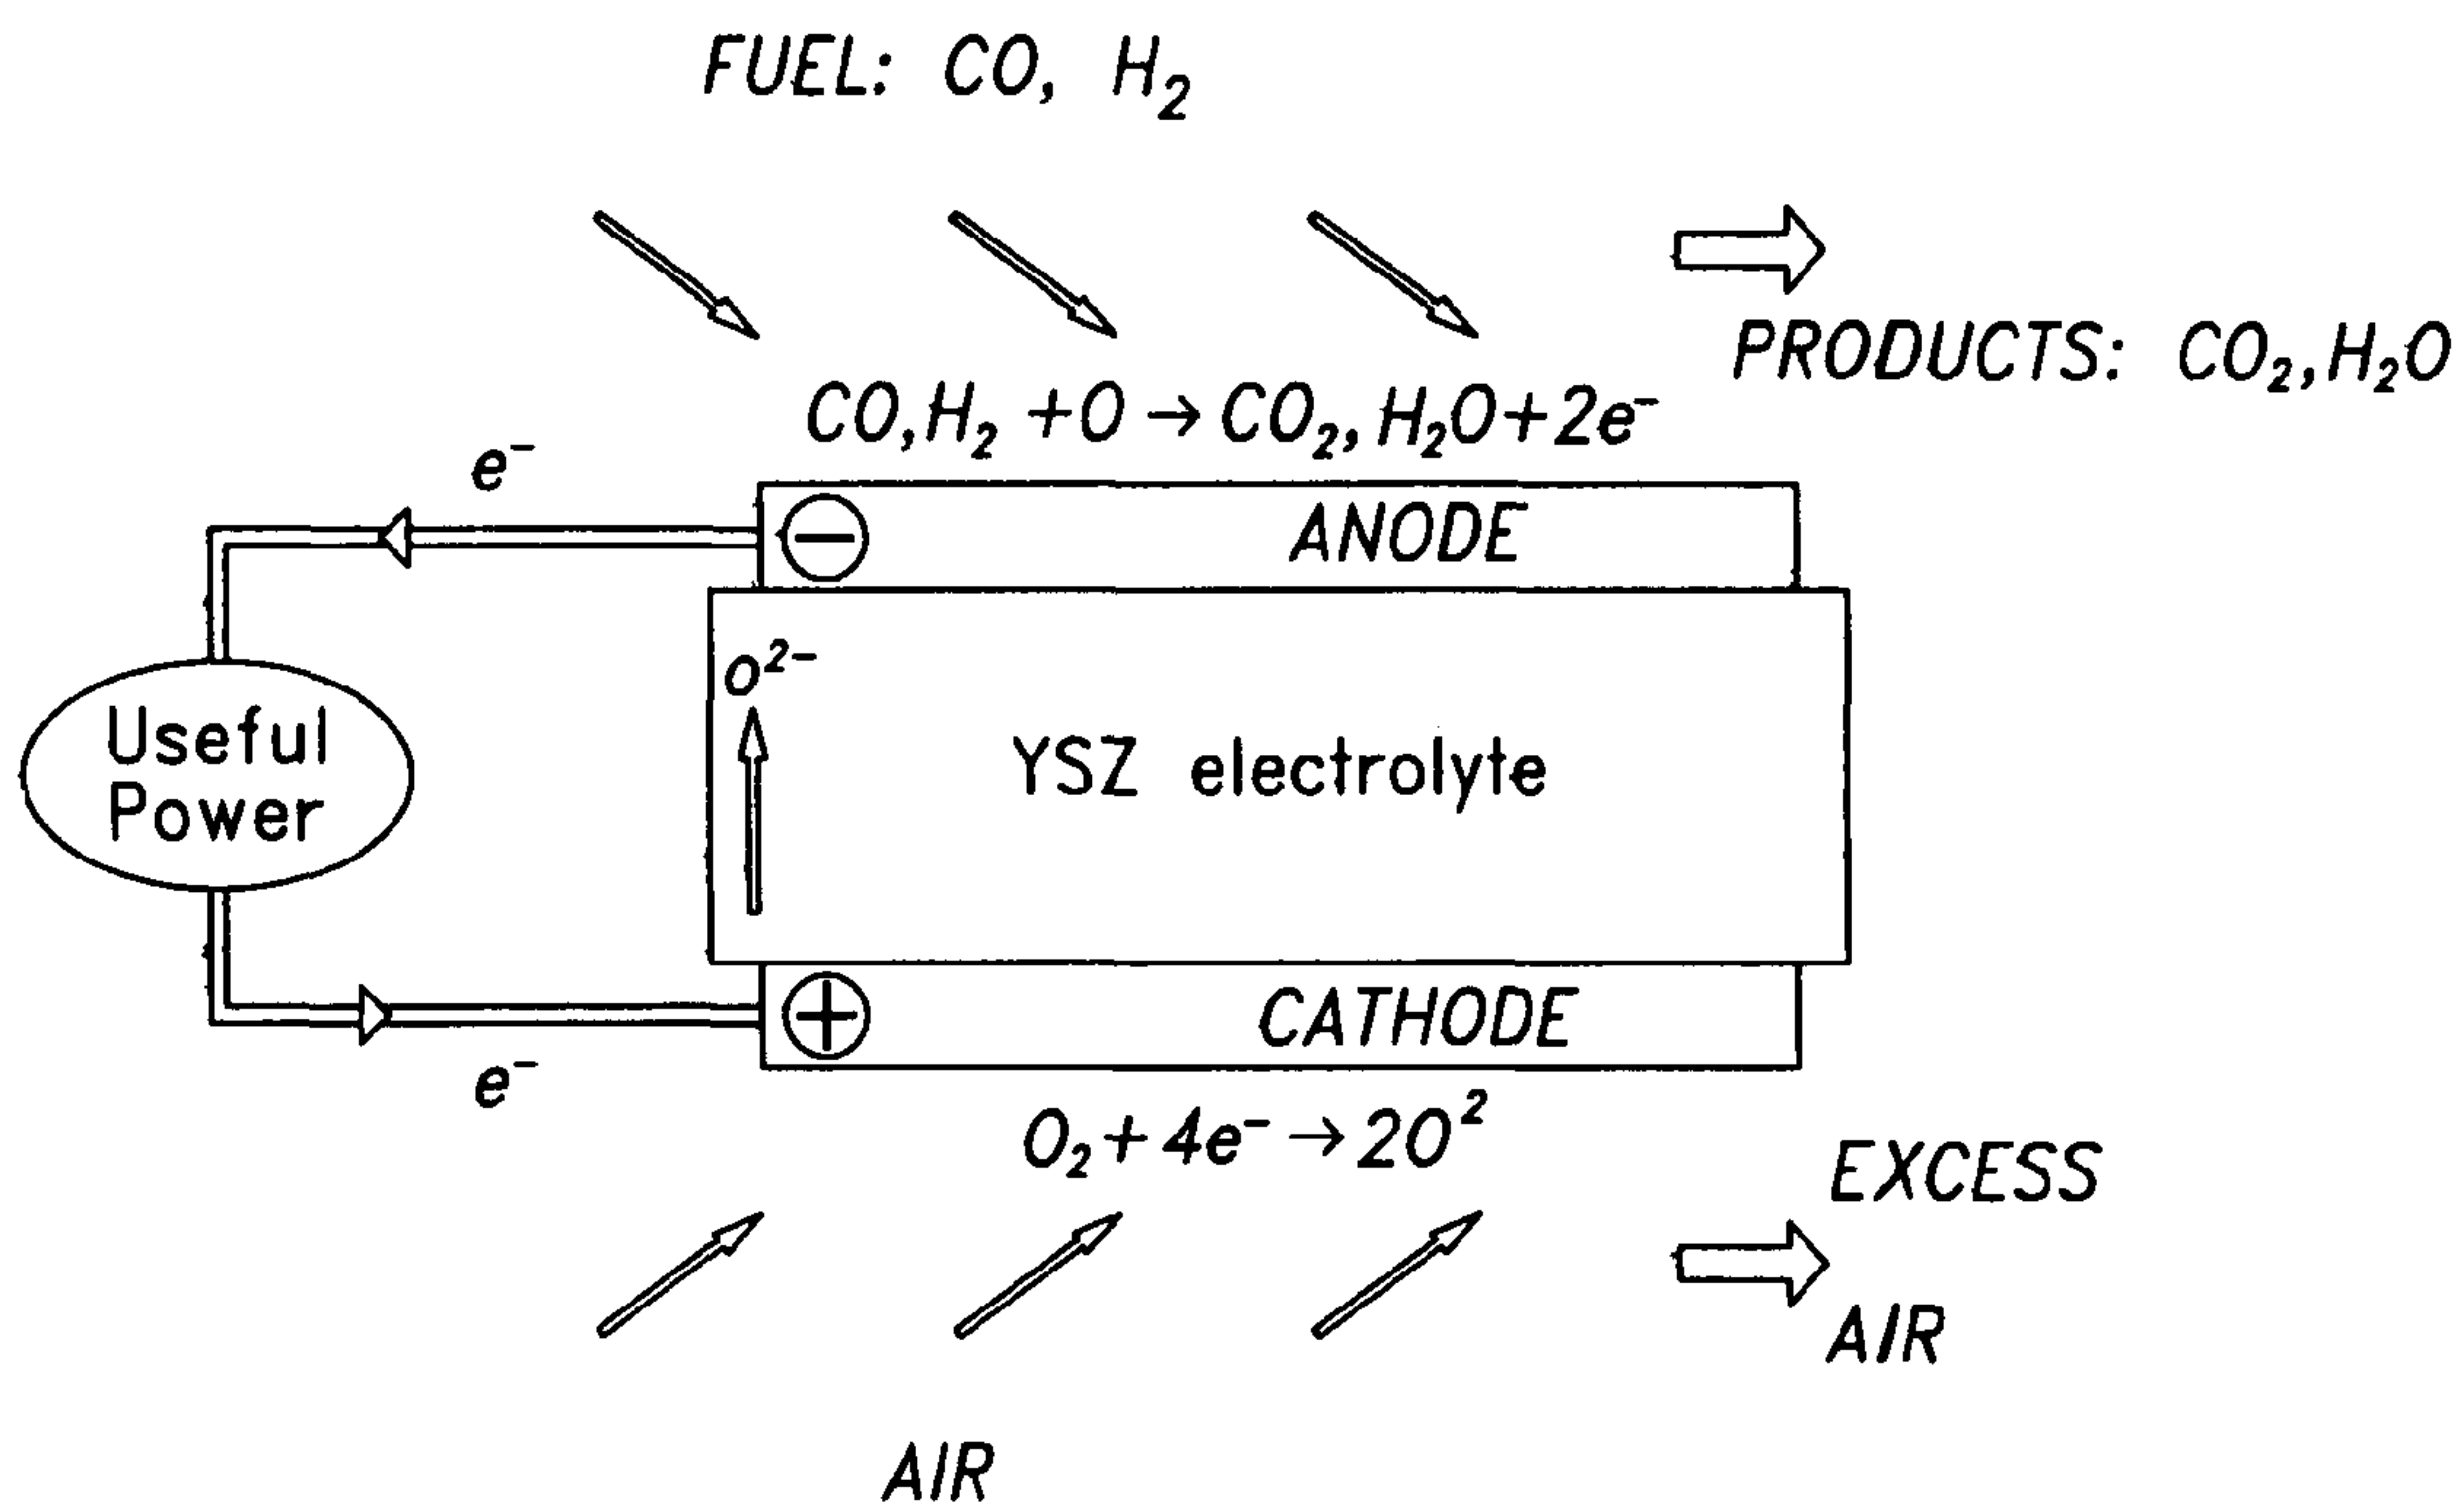 FUEL: CO, H₂
PRODUCTS: CO₂,H₂O
CO,H₂ +O → CO₂,H₂O+2e⁻
e⁻
⊖ ANODE
O²⁻
Useful
Power
YSZ electrolyte
⊕ CATHODE
e⁻
O₂+4e⁻→2O²
EXCESS
AIR
AIR